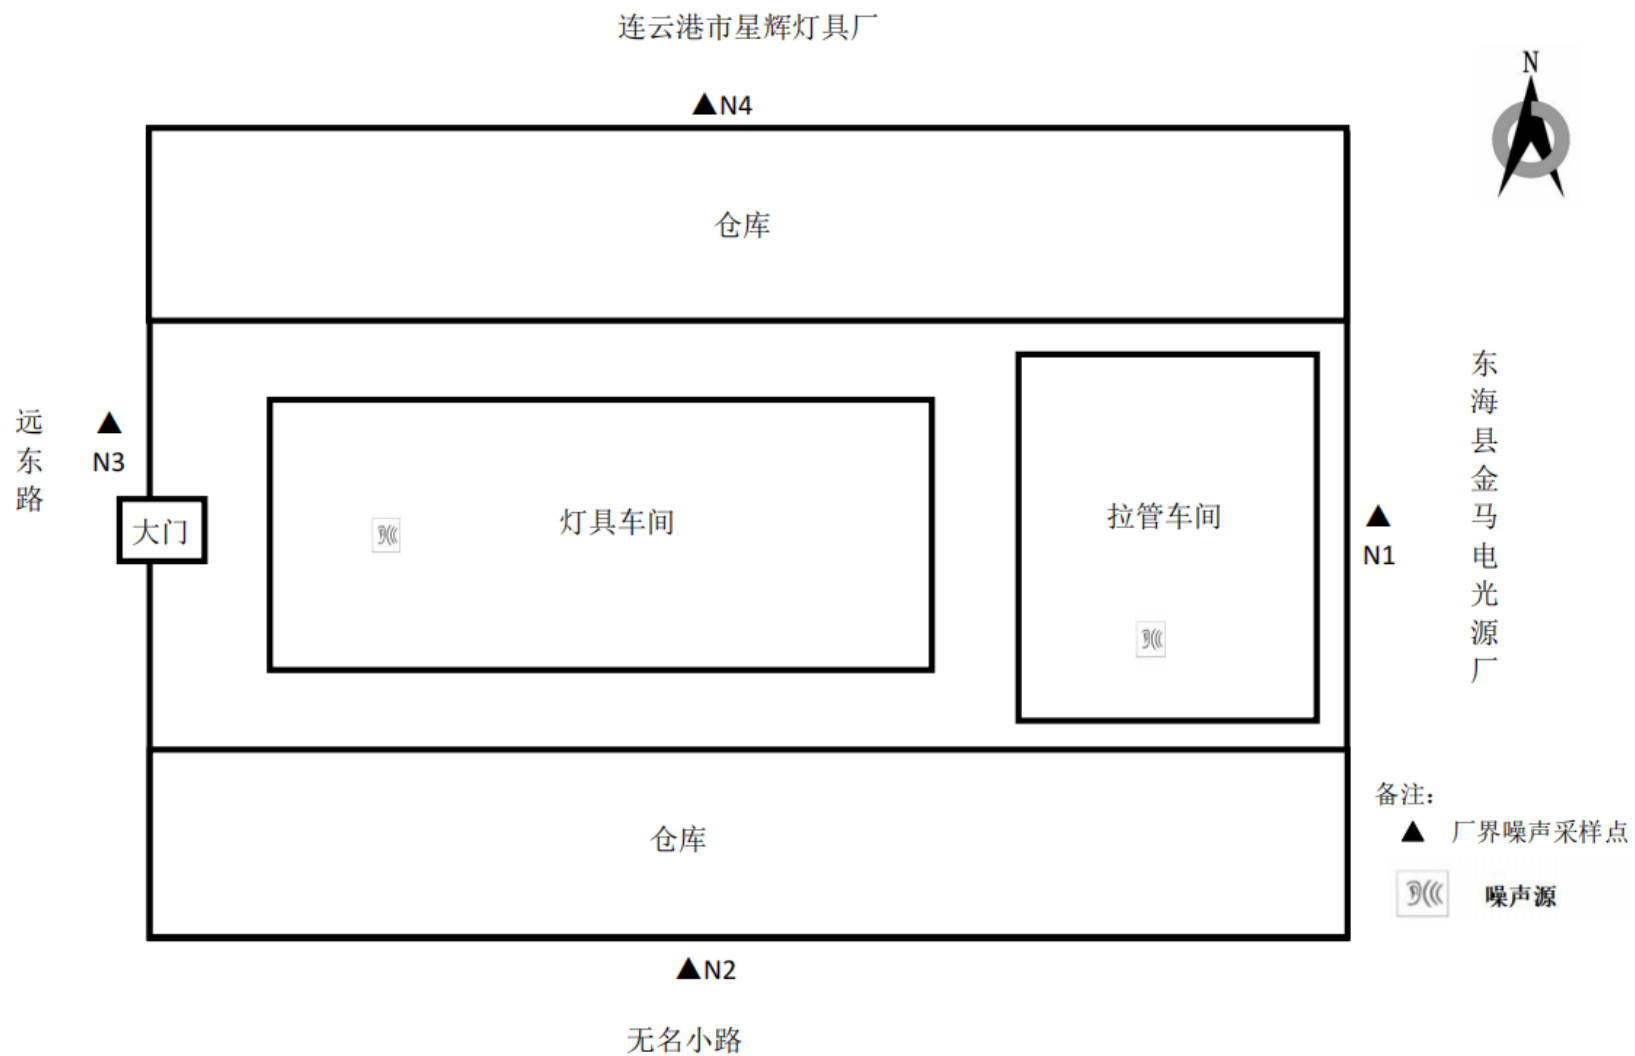 连云港市星辉灯具厂
N
▲N4
仓库
远东路
▲
N3
大门
灯具车间
拉管车间
▲
N1
东海县金马电光源厂
仓库
备注：
▲ 厂界噪声采样点
噪声源
▲N2
无名小路